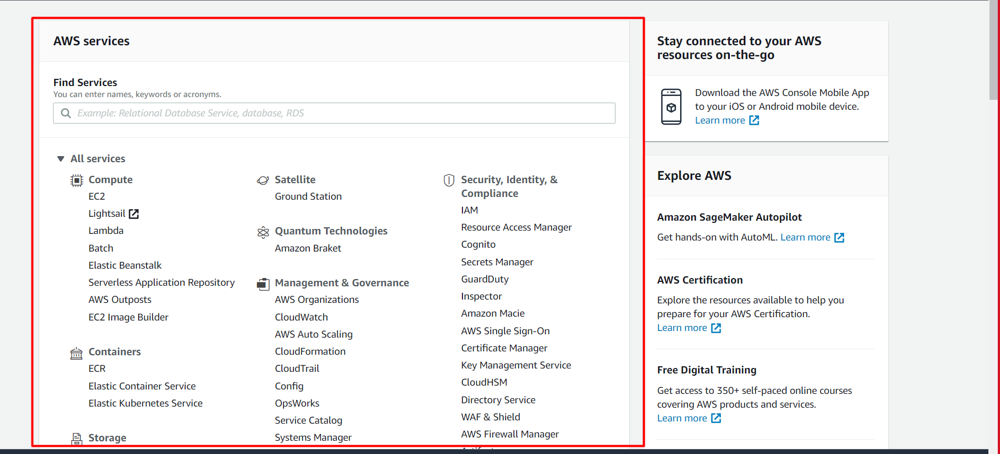 AWS services
Find Services
You can enter names, keywords or acronyms.
Example: Relational Database Service, database, RDS
All services
Compute
EC2
Lightsail
Lambda
Batch
Elastic Beanstalk
Serverless Application Repository
AWS Outposts
EC2 Image Builder
Containers
ECR
Elastic Container Service
Elastic Kubernetes Service
Storage
Satellite
Ground Station
Quantum Technologies
Amazon Braket
Management & Governance
AWS Organizations
CloudWatch
AWS Auto Scaling
CloudFormation
CloudTrail
Config
OpsWorks
Service Catalog
Systems Manager
Security, Identity, &
Compliance
IAM
Resource Access Manager
Cognito
Secrets Manager
GuardDuty
Inspector
Amazon Macie
AWS Single Sign-On
Certificate Manager
Key Management Service
CloudHSM
Directory Service
WAF & Shield
AWS Firewall Manager
Stay connected to your AWS
resources on-the-go
Download the AWS Console Mobile App
to your iOS or Android mobile device.
Learn more
Explore AWS
Amazon SageMaker Autopilot
Get hands-on with AutoML. Learn more
AWS Certification
Explore the resources available to help you
prepare for your AWS Certification.
Learn more
Free Digital Training
Get access to 350+ self-paced online courses
covering AWS products and services.
Learn more